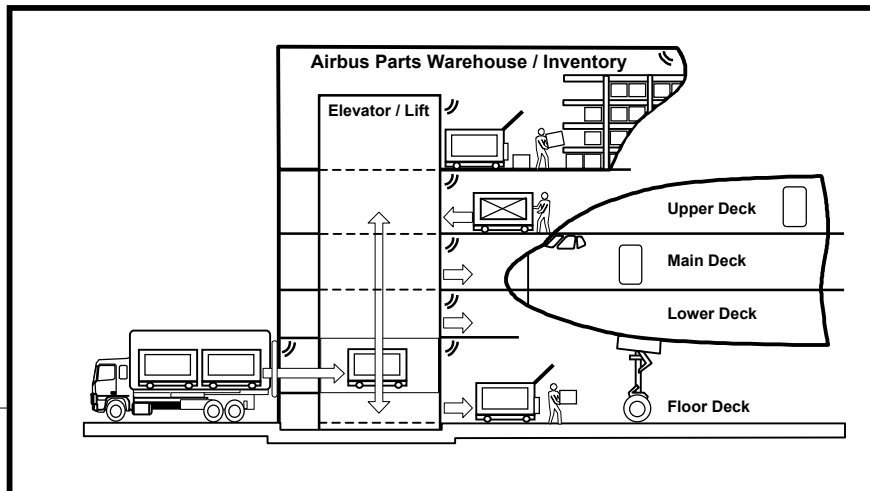 Airbus Parts Warehouse / Inventory
Elevator / Lift
Upper Deck
Main Deck
Lower Deck
Floor Deck